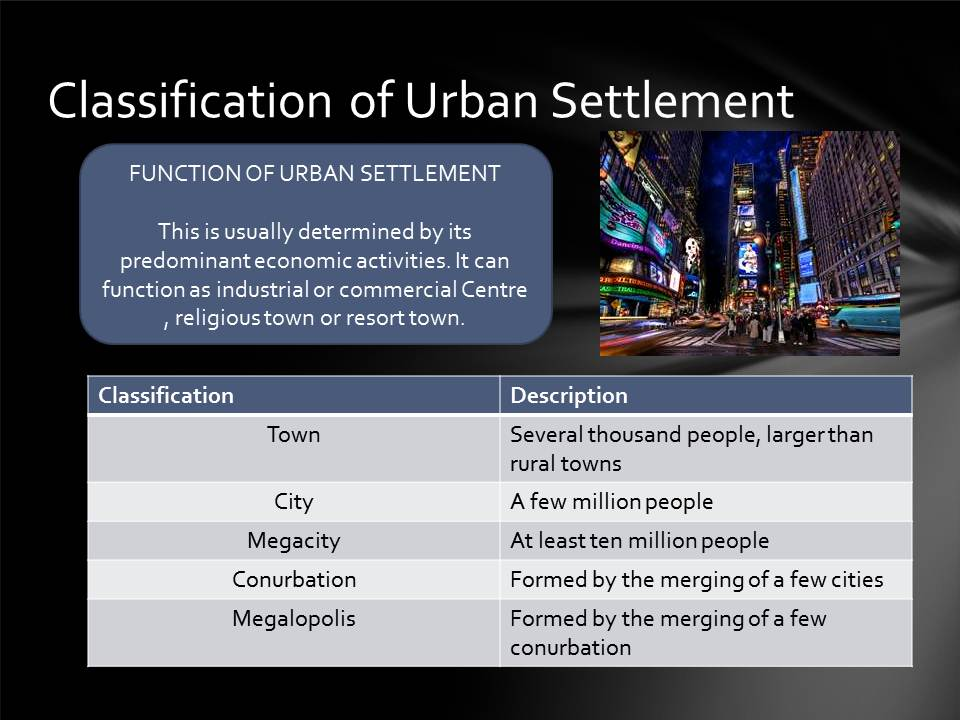 Classification of Urban Settlement
FUNCTION OF URBAN SETTLEMENT
This is usually determined by its
predominant economic activities. It can
function as industrial or commercial Centre
, religious town or resort town.
Classification Description
Town Several thousand people, larger than
rural towns
City A few million people
Megacity At least ten million people
Conurbation Formed by the merging of a few cities
Megalopolis Formed by the merging of a few
conurbation